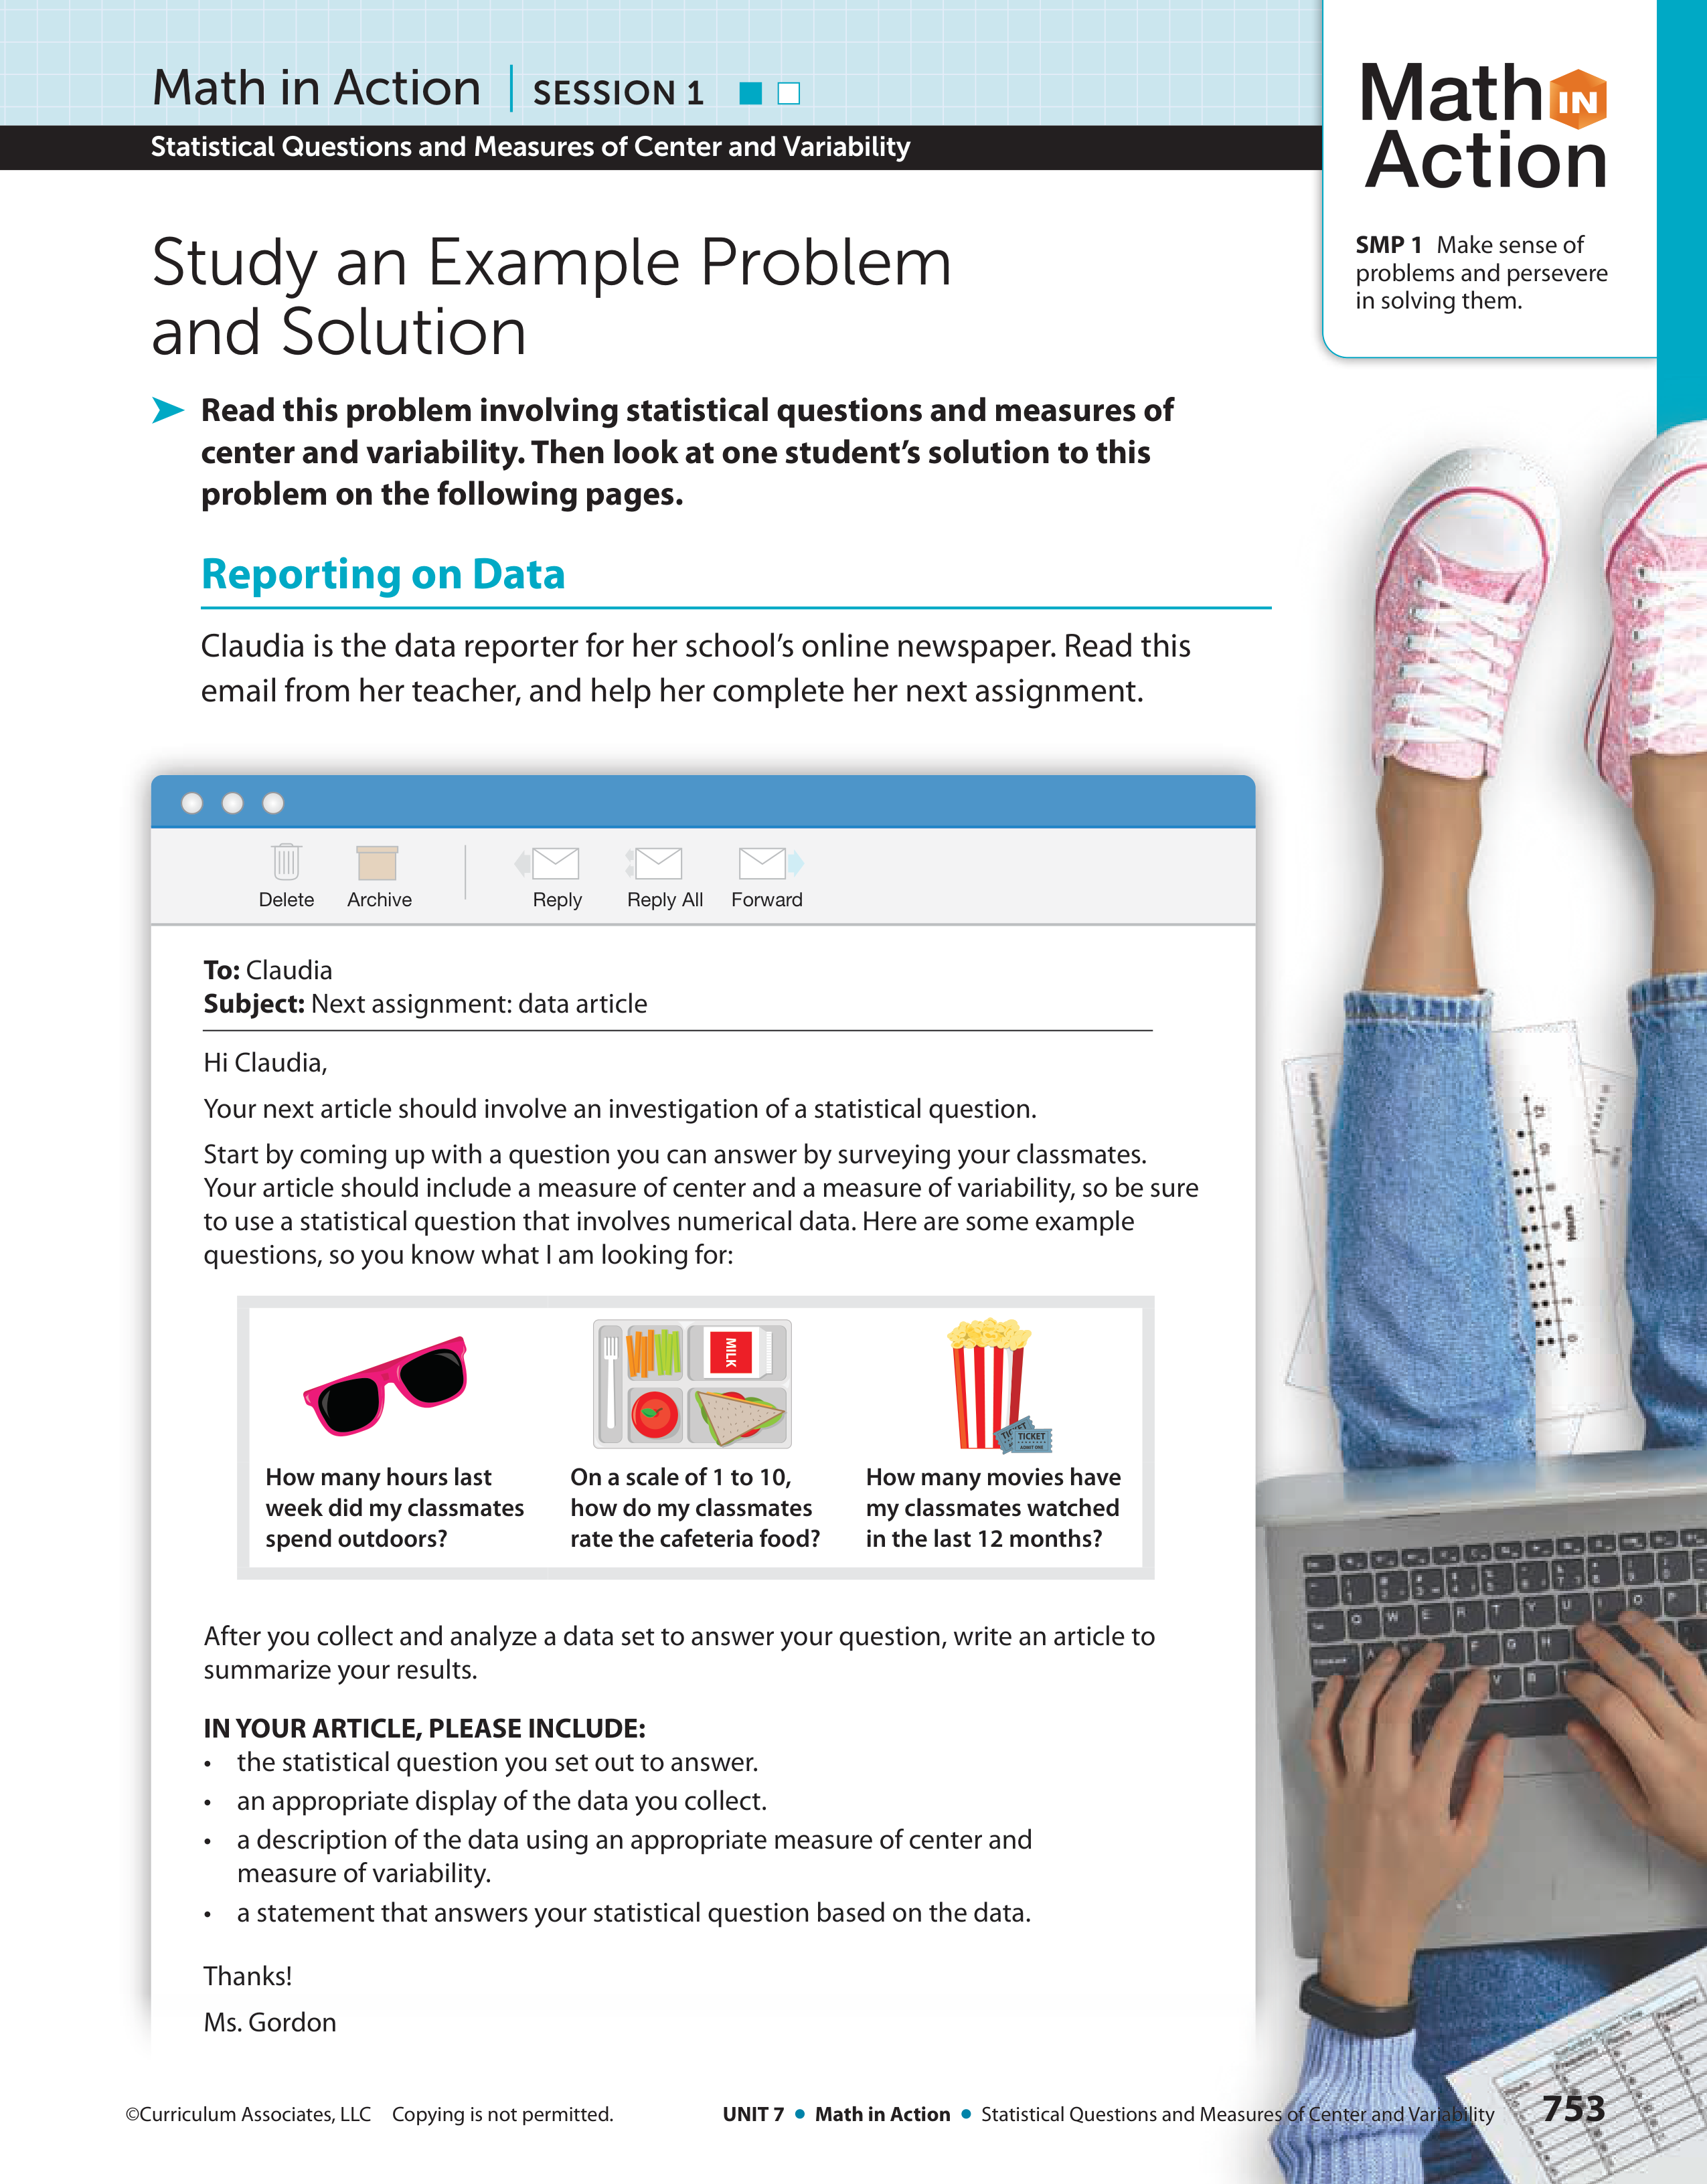 Math in Action | SESSION 1
Statistical Questions and Measures of Center and Variability
Math IN
Action
SMP 1 Make sense of
problems and persevere
in solving them.
Study an Example Problem
and Solution
Read this problem involving statistical questions and measures of
center and variability. Then look at one student’s solution to this
problem on the following pages.
Reporting on Data
Claudia is the data reporter for her school’s online newspaper. Read this
email from her teacher, and help her complete her next assignment.
Delete Archive Reply Reply All Forward
To: Claudia
Subject: Next assignment: data article
Hi Claudia,
Your next article should involve an investigation of a statistical question.
Start by coming up with a question you can answer by surveying your classmates.
Your article should include a measure of center and a measure of variability, so be sure
to use a statistical question that involves numerical data. Here are some example
questions, so you know what I am looking for:
MILK
TICKET
TICKET
ADMIT ONE
How many hours last
week did my classmates
spend outdoors?
On a scale of 1 to 10,
how do my classmates
rate the cafeteria food?
How many movies have
my classmates watched
in the last 12 months?
After you collect and analyze a data set to answer your question, write an article to
summarize your results.
IN YOUR ARTICLE, PLEASE INCLUDE:
• the statistical question you set out to answer.
• an appropriate display of the data you collect.
• a description of the data using an appropriate measure of center and
measure of variability.
• a statement that answers your statistical question based on the data.
Thanks!
Ms. Gordon
0 2 4 6 8 10 12
Hours
©Curriculum Associates, LLC Copying is not permitted.
UNIT 7 • Math in Action • Statistical Questions and Measures of Center and Variability
753